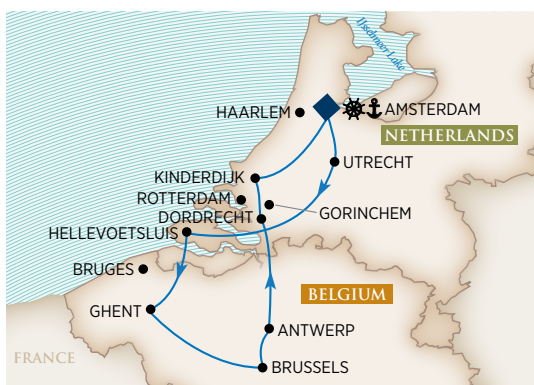 IJsselmeer Lake
HAARLEM
AMSTERDAM
NETHERLANDS
UTRECHT
KINDERDIJK
ROTTERDAM
GORINCHEM
DORDRECHT
HELLEVOETSLUIS
BRUGES
BELGIUM
GHENT
ANTWERP
FRANCE
BRUSSELS